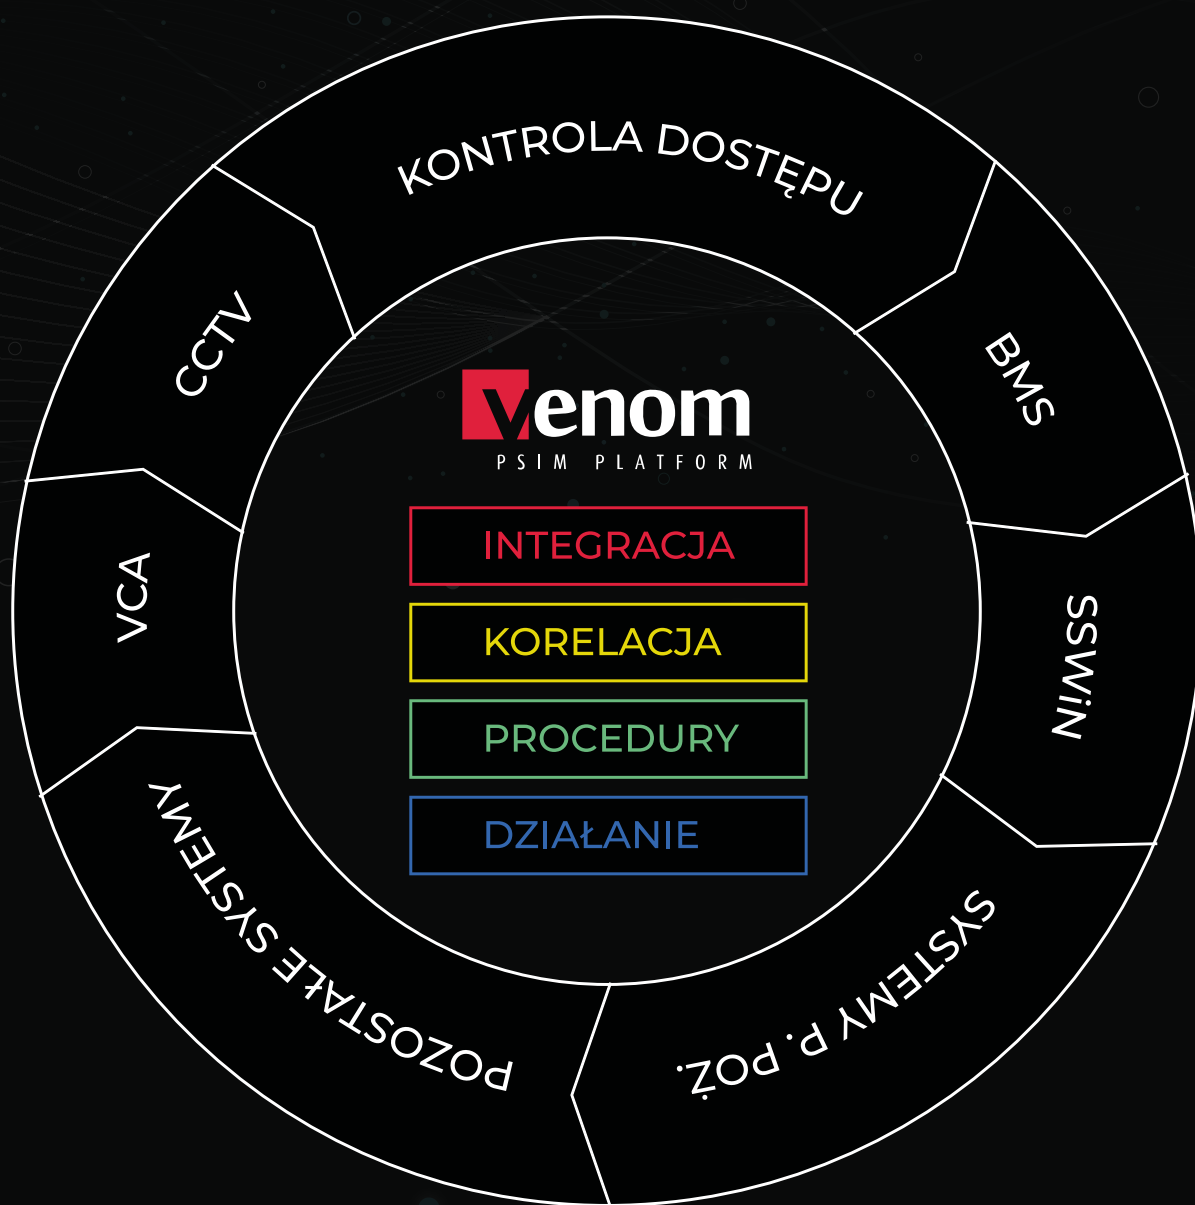 KONTROLA DOSTĘPU
BMS
SSWiN
SYSTEMY P. POŻ.
POZOSTAŁE SYSTEMY
VCA
CCTV
venom
PSIM PLATFORM
INTEGRACJA
KORELACJA
PROCEDURY
DZIAŁANIE